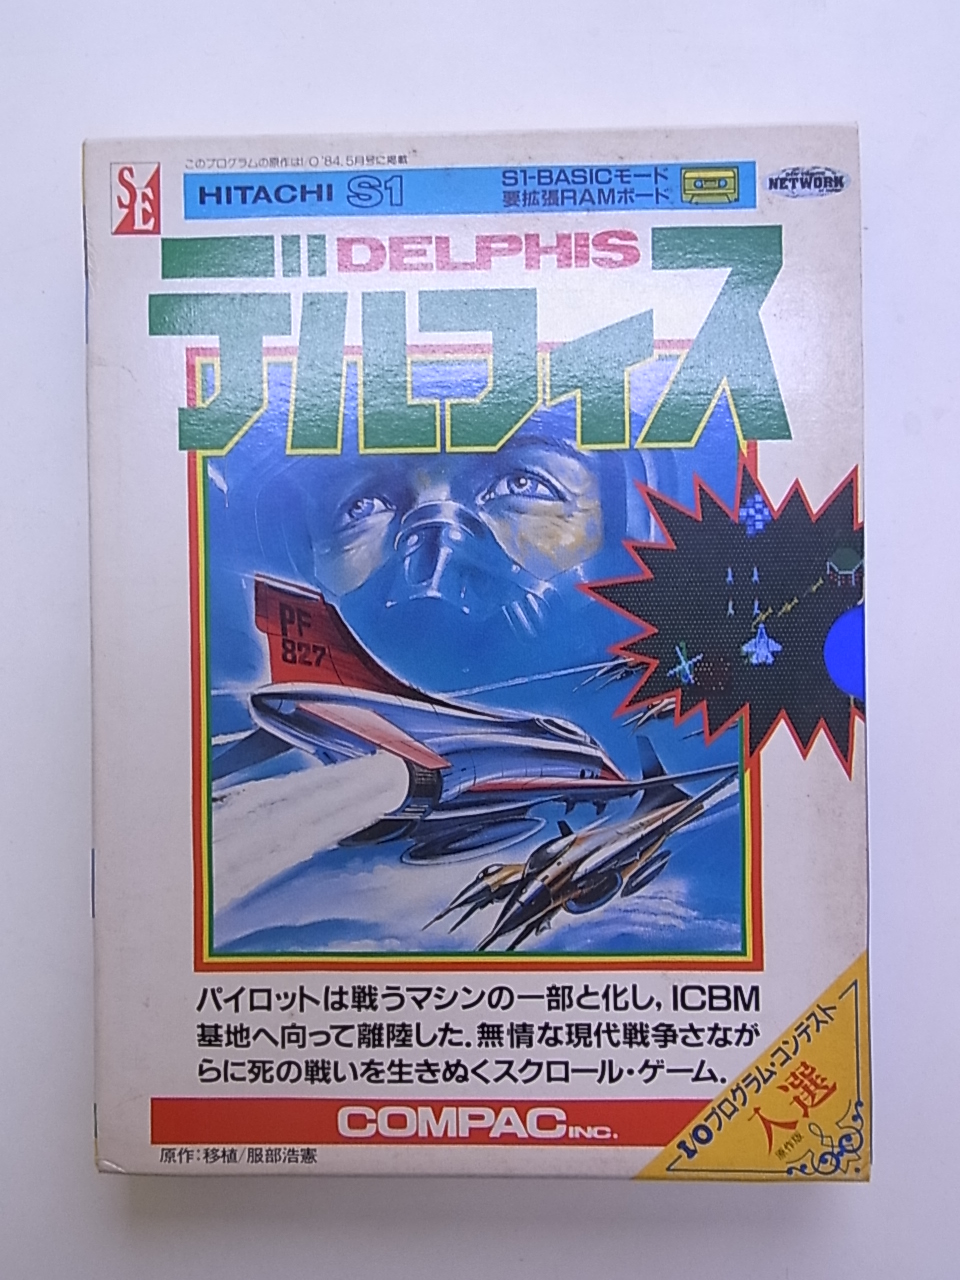 このプログラムの原作はI/O '84.5月号に掲載
SE
HITACHI S1
S1-BASICモード
要拡張RAMボード
NETWORK
DELPHIS
デルフィス
PF
827
パイロットは戦うマシンの一部と化し,ICBM
基地へ向って離陸した.無情な現代戦争さなが
らに死の戦いを生きぬくスクロール・ゲーム.
COMPAC INC.
原作:移植/服部浩憲
I/Oプログラム・コンテスト
入選
原作版